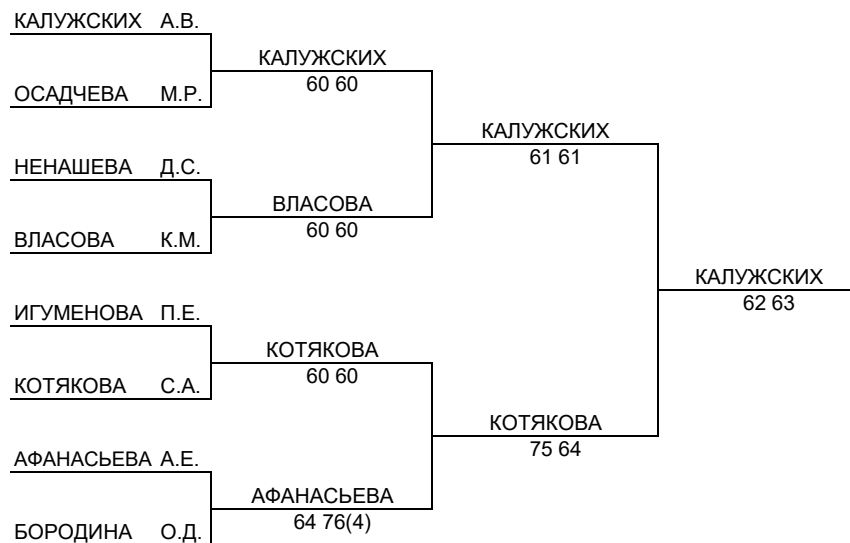 КАЛУЖСКИХ А.В.
КАЛУЖСКИХ
60 60
ОСАДЧЕВА М.Р.
КАЛУЖСКИХ
61 61
НЕНАШЕВА Д.С.
ВЛАСОВА
60 60
ВЛАСОВА К.М.
КАЛУЖСКИХ
62 63
ИГУМЕНОВА П.Е.
КОТЯКОВА
60 60
КОТЯКОВА С.А.
КОТЯКОВА
75 64
АФАНАСЬЕВА А.Е.
АФАНАСЬЕВА
64 76(4)
БОРОДИНА О.Д.